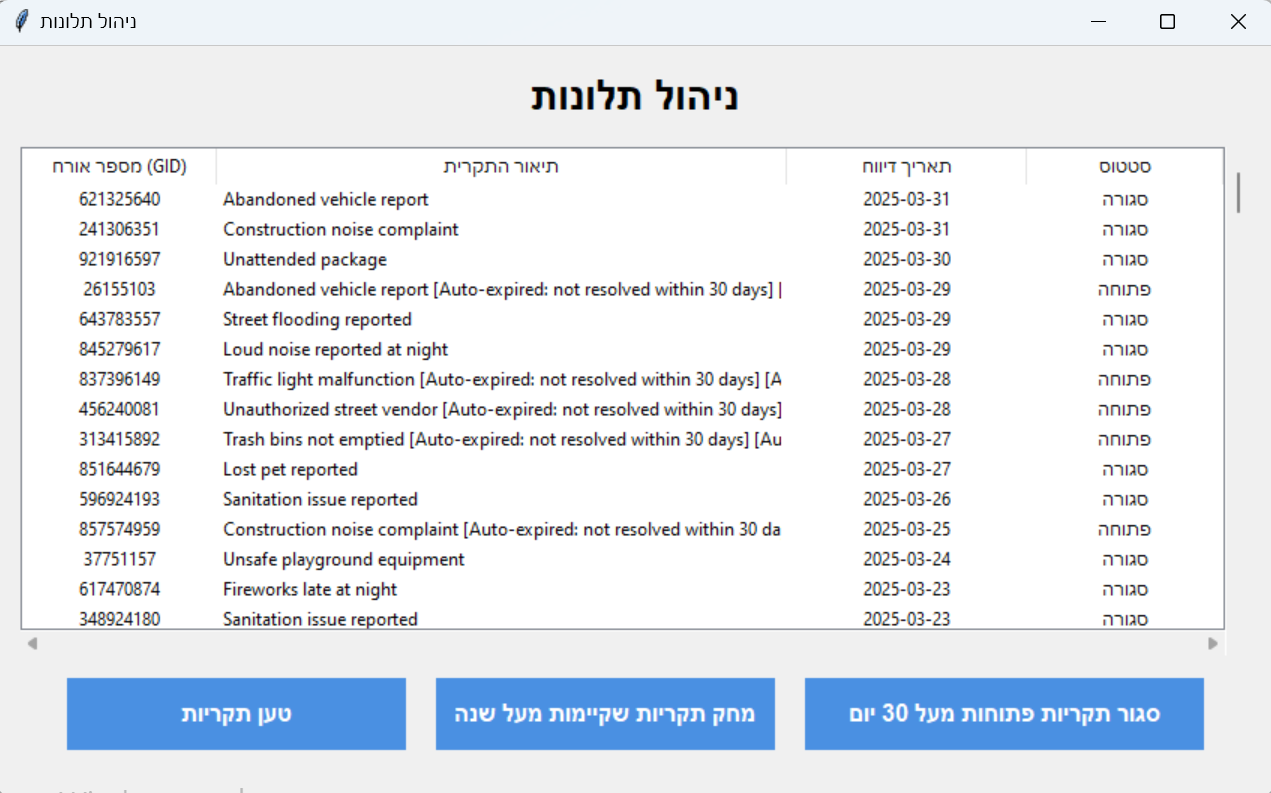 ניהול תלונות
ניהול תלונות
מספר אורח (GID) תיאור התקרית תאריך דיווח סטטוס
621325640 Abandoned vehicle report 2025-03-31 סגורה
241306351 Construction noise complaint 2025-03-31 סגורה
921916597 Unattended package 2025-03-30 סגורה
26155103 Abandoned vehicle report [Auto-expired: not resolved within 30 days] | 2025-03-29 פתוחה
643783557 Street flooding reported 2025-03-29 סגורה
845279617 Loud noise reported at night 2025-03-29 סגורה
837396149 Traffic light malfunction [Auto-expired: not resolved within 30 days] [A 2025-03-28 פתוחה
456240081 Unauthorized street vendor [Auto-expired: not resolved within 30 days] 2025-03-28 פתוחה
313415892 Trash bins not emptied [Auto-expired: not resolved within 30 days] [Au 2025-03-27 פתוחה
851644679 Lost pet reported 2025-03-27 סגורה
596924193 Sanitation issue reported 2025-03-26 סגורה
857574959 Construction noise complaint [Auto-expired: not resolved within 30 da 2025-03-25 פתוחה
37751157 Unsafe playground equipment 2025-03-24 סגורה
617470874 Fireworks late at night 2025-03-23 סגורה
348924180 Sanitation issue reported 2025-03-23 סגורה
טען תקריות מחק תקריות שקיימות מעל שנה סגור תקריות פתוחות מעל 30 יום